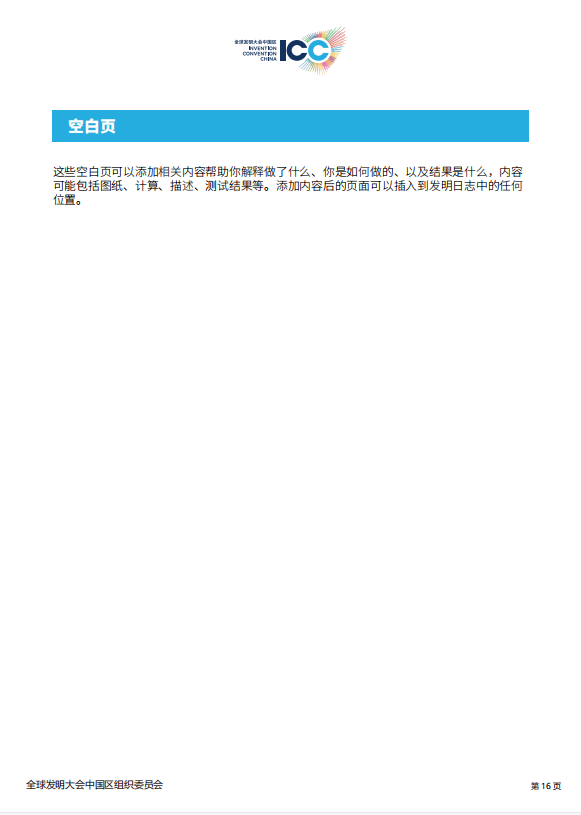 全球发明大会中国区
INVENTION
CONVENTION
CHINA
ICC
空白页
这些空白页可以添加相关内容帮助你解释做了什么、你是如何做的、以及结果是什么，内容
可能包括图纸、计算、描述、测试结果等。添加内容后的页面可以插入到发明日志中的任何
位置。
全球发明大会中国区组织委员会
第 16 页